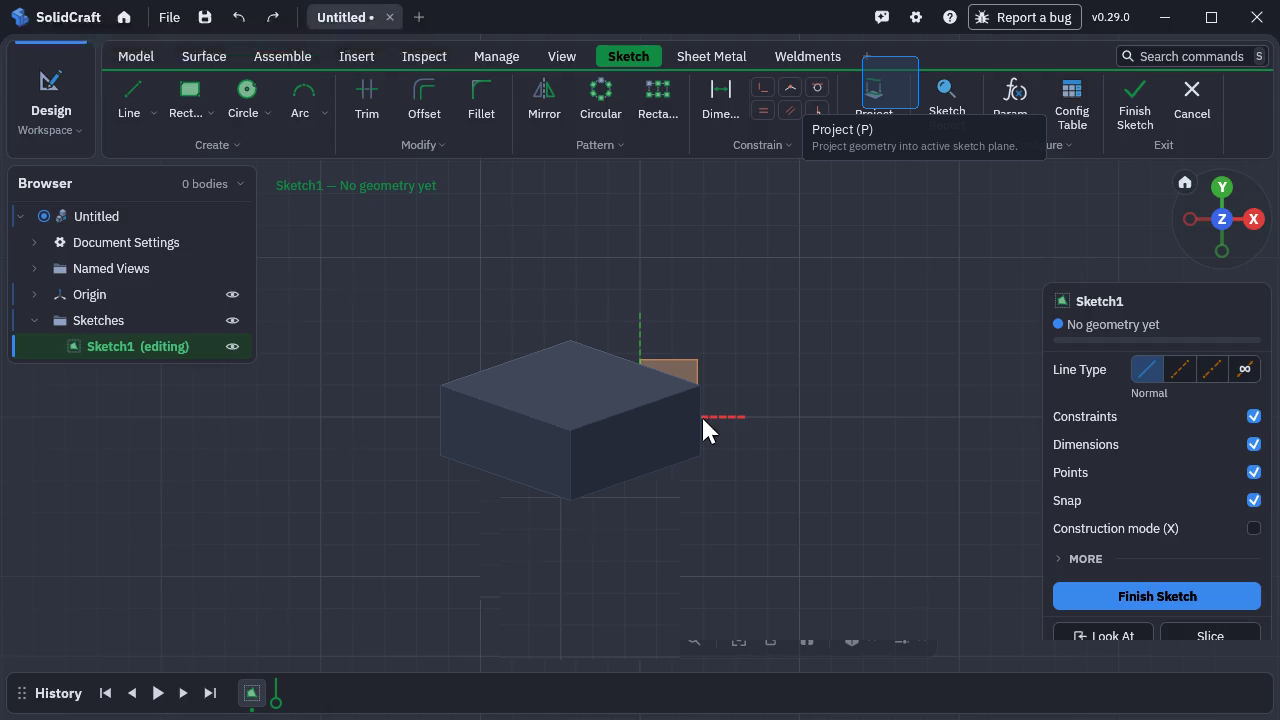 SolidCraft File Untitled • Report a bug v0.29.0
Model Surface Assemble Insert Inspect Manage View Sketch Sheet Metal Weldments Search commands S
Design
Workspace
Line Rect... Circle Arc
Create
Trim Offset Fillet
Modify
Mirror Circular Recta...
Pattern
Dime...
Constrain
Project
Sketch
Param...
Config
Table
Finish
Sketch
Cancel
Exit
Project (P)
Project geometry into active sketch plane.
Browser 0 bodies
Untitled
Document Settings
Named Views
Origin
Sketches
Sketch1 (editing)
Sketch1 — No geometry yet
Y
Z
X
Sketch1
No geometry yet
Line Type
Normal
Constraints
Dimensions
Points
Snap
Construction mode (X)
MORE
Finish Sketch
Look At Slice
History